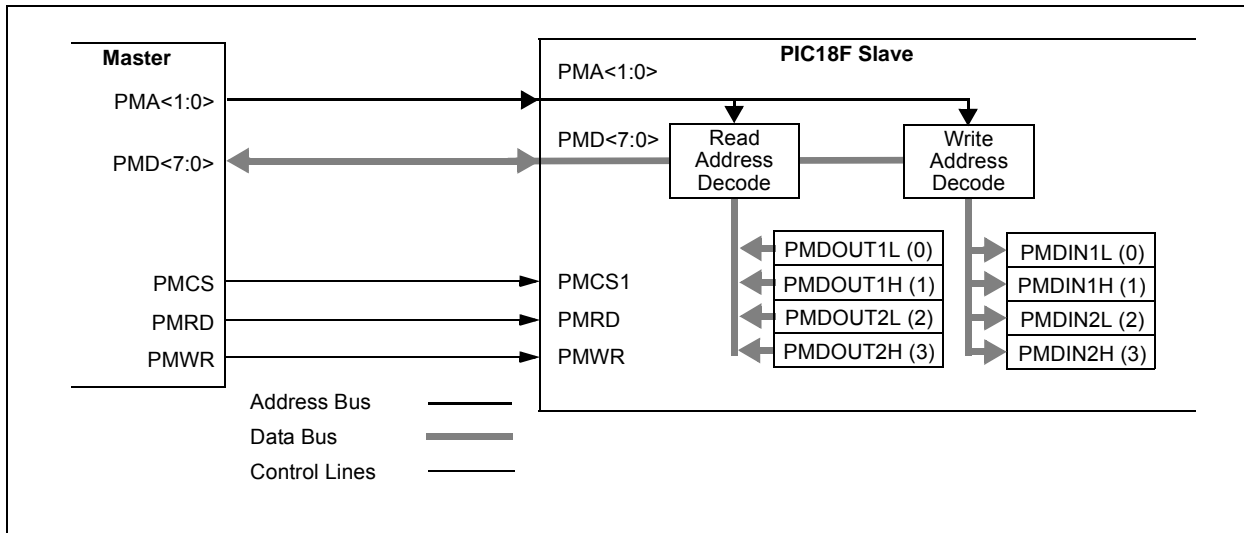 Master
PIC18F Slave
PMA<1:0>
PMA<1:0>
PMD<7:0>
PMD<7:0>
Read
Address
Decode
Write
Address
Decode
PMDOUT1L (0)
PMDOUT1H (1)
PMDOUT2L (2)
PMDOUT2H (3)
PMDIN1L (0)
PMDIN1H (1)
PMDIN2L (2)
PMDIN2H (3)
PMCS
PMCS1
PMRD
PMRD
PMWR
PMWR
Address Bus
Data Bus
Control Lines